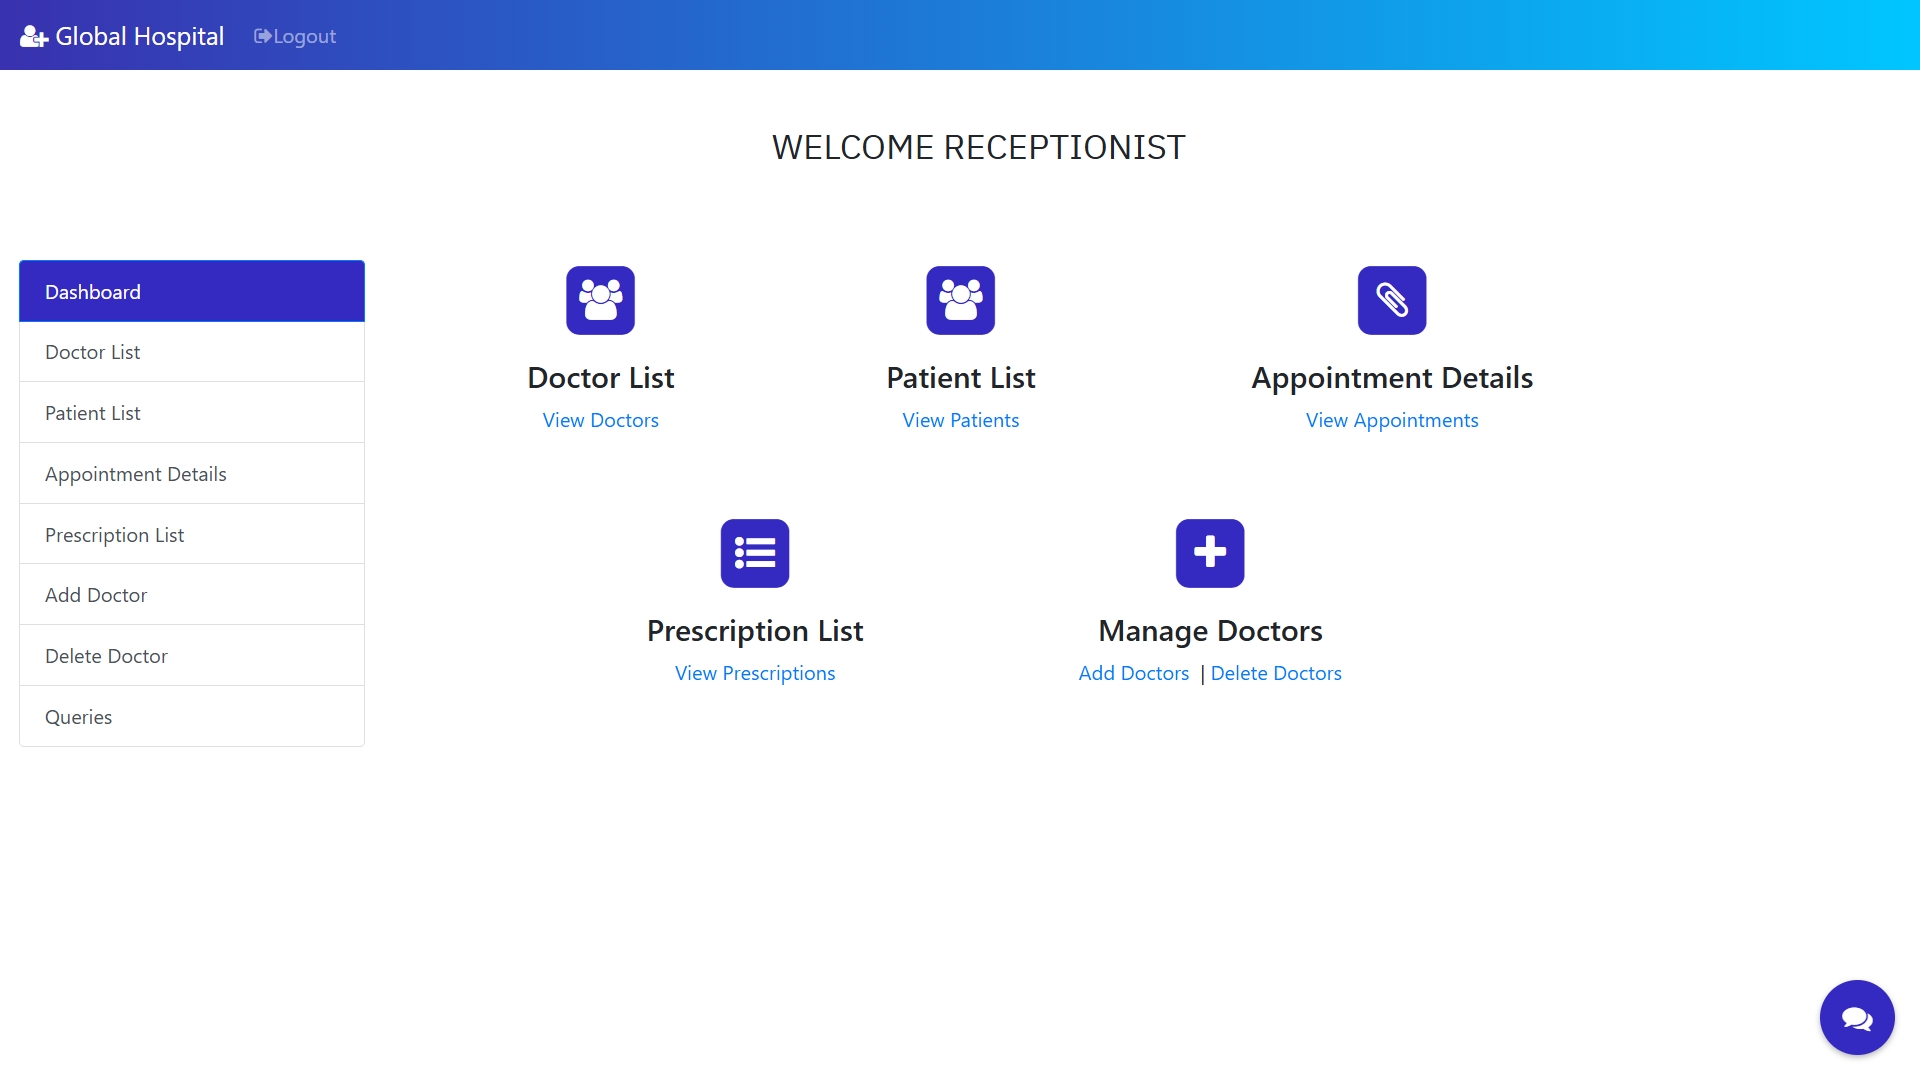 Global Hospital
Logout
WELCOME RECEPTIONIST
Dashboard
Doctor List
Patient List
Appointment Details
Prescription List
Add Doctor
Delete Doctor
Queries
Doctor List
View Doctors
Patient List
View Patients
Appointment Details
View Appointments
Prescription List
View Prescriptions
Manage Doctors
Add Doctors | Delete Doctors